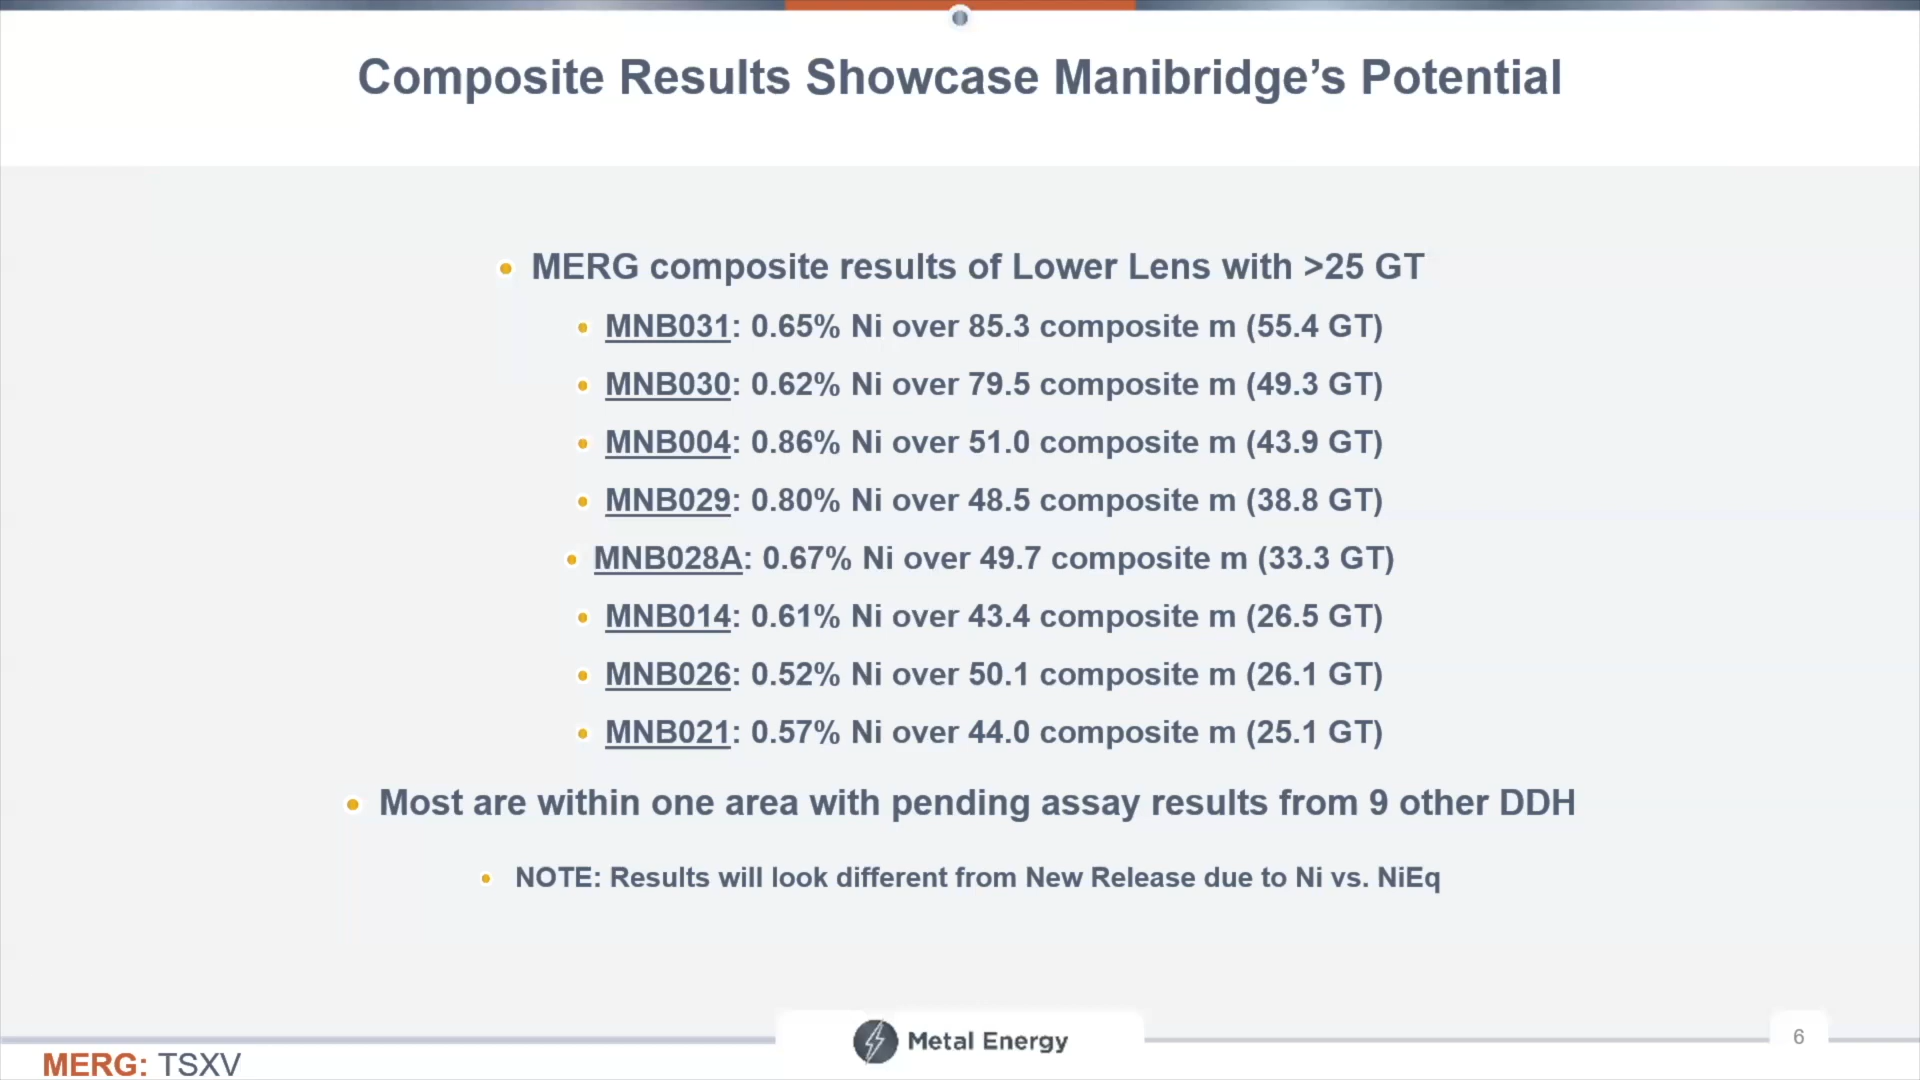 Composite Results Showcase Manibridge’s Potential
MERG composite results of Lower Lens with >25 GT
MNB031: 0.65% Ni over 85.3 composite m (55.4 GT)
MNB030: 0.62% Ni over 79.5 composite m (49.3 GT)
MNB004: 0.86% Ni over 51.0 composite m (43.9 GT)
MNB029: 0.80% Ni over 48.5 composite m (38.8 GT)
MNB028A: 0.67% Ni over 49.7 composite m (33.3 GT)
MNB014: 0.61% Ni over 43.4 composite m (26.5 GT)
MNB026: 0.52% Ni over 50.1 composite m (26.1 GT)
MNB021: 0.57% Ni over 44.0 composite m (25.1 GT)
Most are within one area with pending assay results from 9 other DDH
NOTE: Results will look different from New Release due to Ni vs. NiEq
Metal Energy
6
MERG: TSXV